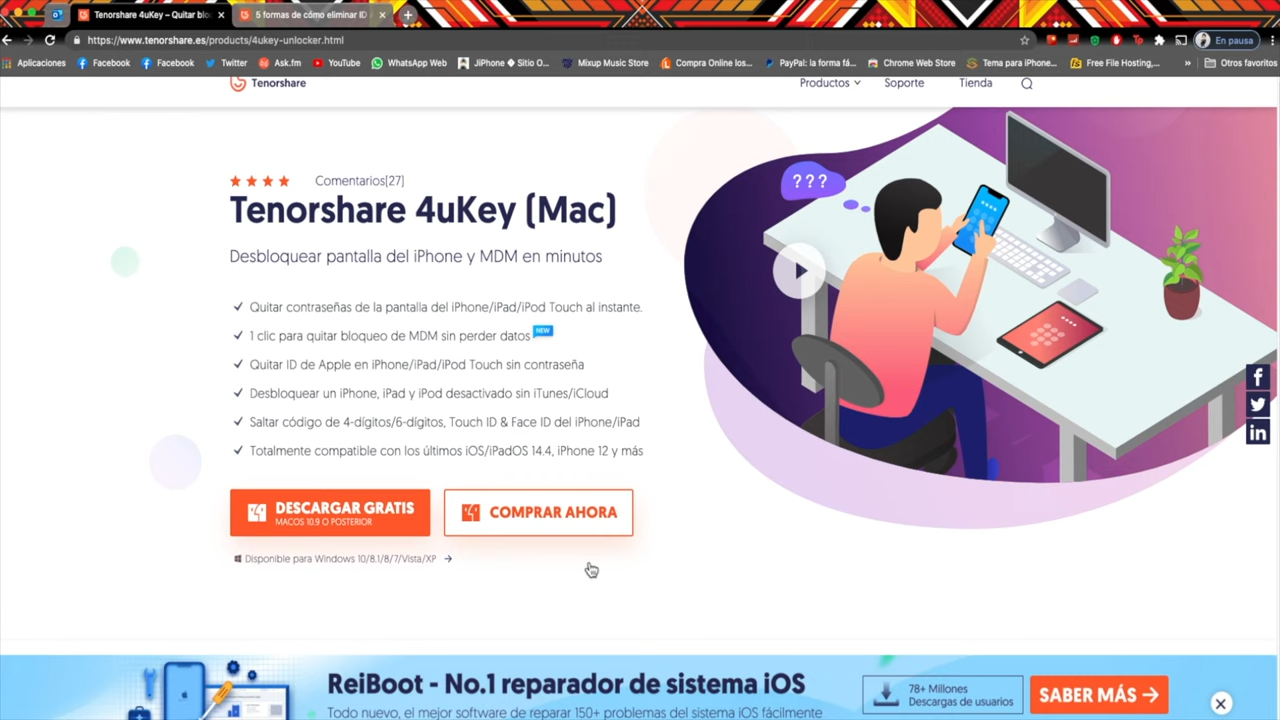 Tenorshare 4uKey – Quitar blo
5 formas de cómo eliminar ID
https://www.tenorshare.es/products/4ukey-unlocker.html
En pausa
Aplicaciones
Facebook
Facebook
Twitter
Ask.fm
YouTube
WhatsApp Web
JiPhone  Sitio O...
Mixup Music Store
Compra Online los...
PayPal: la forma fá...
Chrome Web Store
Tema para iPhone...
Free File Hosting,...
»
Otros favoritos
Tenorshare
Productos
Soporte
Tienda
Comentarios(27)
Tenorshare 4uKey (Mac)
Desbloquear pantalla del iPhone y MDM en minutos
Quitar contraseñas de la pantalla del iPhone/iPad/iPod Touch al instante.
1 clic para quitar bloqueo de MDM sin perder datos NEW
Quitar ID de Apple en iPhone/iPad/iPod Touch sin contraseña
Desbloquear un iPhone, iPad y iPod desactivado sin iTunes/iCloud
Saltar código de 4-dígitos/6-dígitos, Touch ID & Face ID del iPhone/iPad
Totalmente compatible con los últimos iOS/iPadOS 14.4, iPhone 12 y más
DESCARGAR GRATIS
MACOS 10.9 O POSTERIOR
COMPRAR AHORA
Disponible para Windows 10/8.1/8/7/Vista/XP →
???
ReiBoot - No.1 reparador de sistema iOS
Todo nuevo, el mejor software de reparar 150+ problemas del sistema iOS fácilmente
78+ Millones
Descargas de usuarios
SABER MÁS →